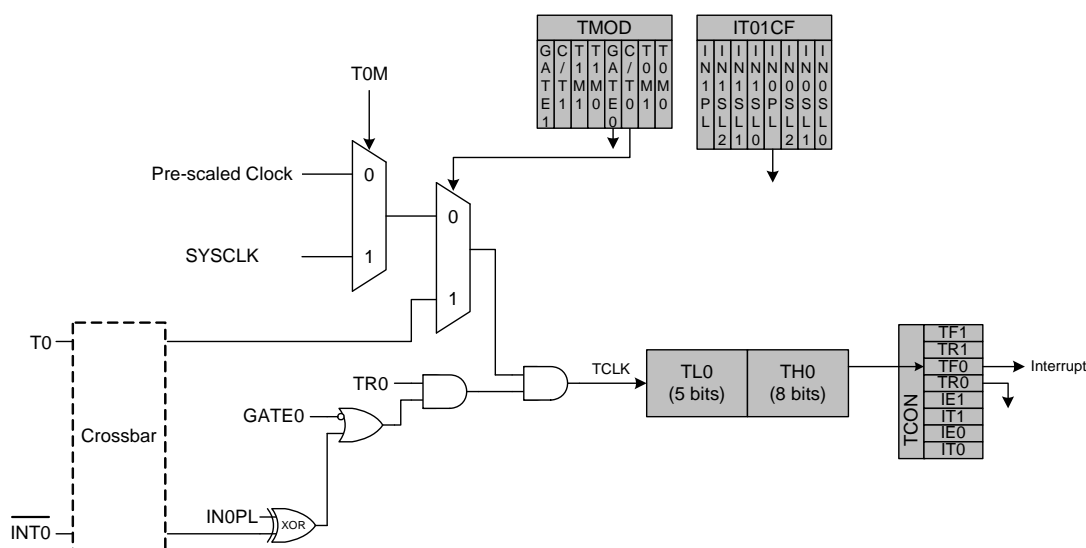 TMOD
GATE1
C/T1
T1M1
T1M0
GATE0
C/T0
T0M1
T0M0
IT01CF
IN1PL
IN1SL2
IN1SL1
IN1SL0
IN0PL
IN0SL2
IN0SL1
IN0SL0
T0M
Pre-scaled Clock
0
SYSCLK
1
0
1
T0
Crossbar
INT0
TR0
GATE0
IN0PL
XOR
TCLK
TL0
(5 bits)
TH0
(8 bits)
TCON
TF1
TR1
TF0
TR0
IE1
IT1
IE0
IT0
Interrupt